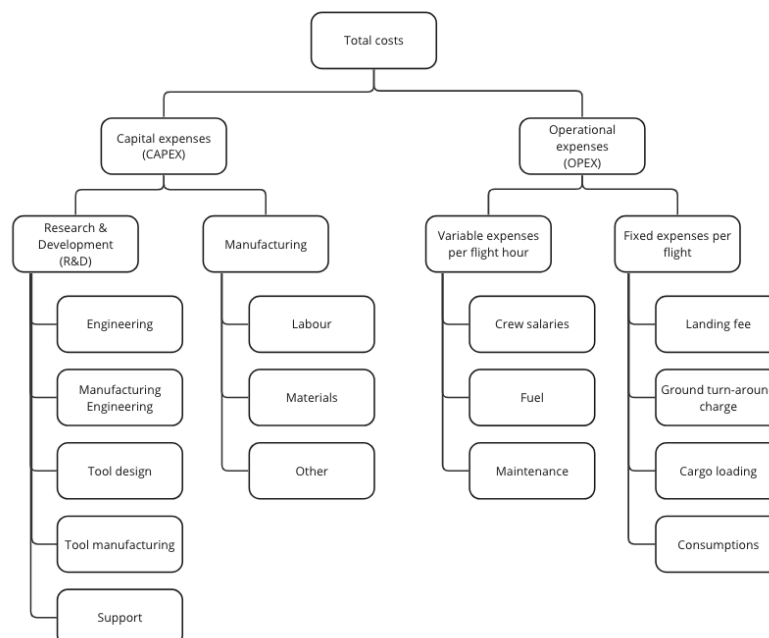 Total costs
Capital expenses
(CAPEX)
Operational
expenses
(OPEX)
Research &
Development
(R&D)
Manufacturing
Variable expenses
per flight hour
Fixed expenses per
flight
Engineering
Labour
Crew salaries
Landing fee
Manufacturing
Engineering
Materials
Fuel
Ground turn-around
charge
Tool design
Other
Maintenance
Cargo loading
Tool manufacturing
Consumptions
Support